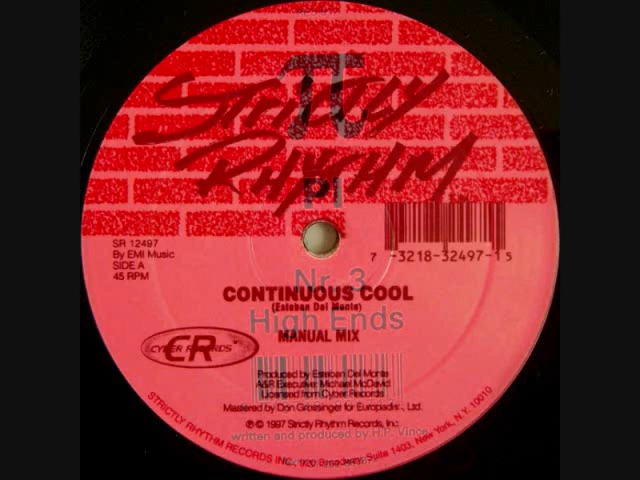 STRICTLY
RHYTHM
π
PI
SR 12497
By EMI Music
SIDE A
45 RPM
7 -3218-32497-1 5
Nr. 3
CONTINUOUS COOL
(Esteban Del Monte)
High Ends
MANUAL MIX
CR
CYBER RECORDS
Produced by Esteban Del Monte
A&R Executive: Michael McDavid
Licensed from Cyber Records
Mastered by Don Grossinger for Europadisk, Ltd.
℗ © 1997 Strictly Rhythm Records, Inc.
written and produced by H.P. Vince
STRICTLY RHYTHM RECORDS INC., 920 Broadway, Suite 1403, New York, N.Y. 10010